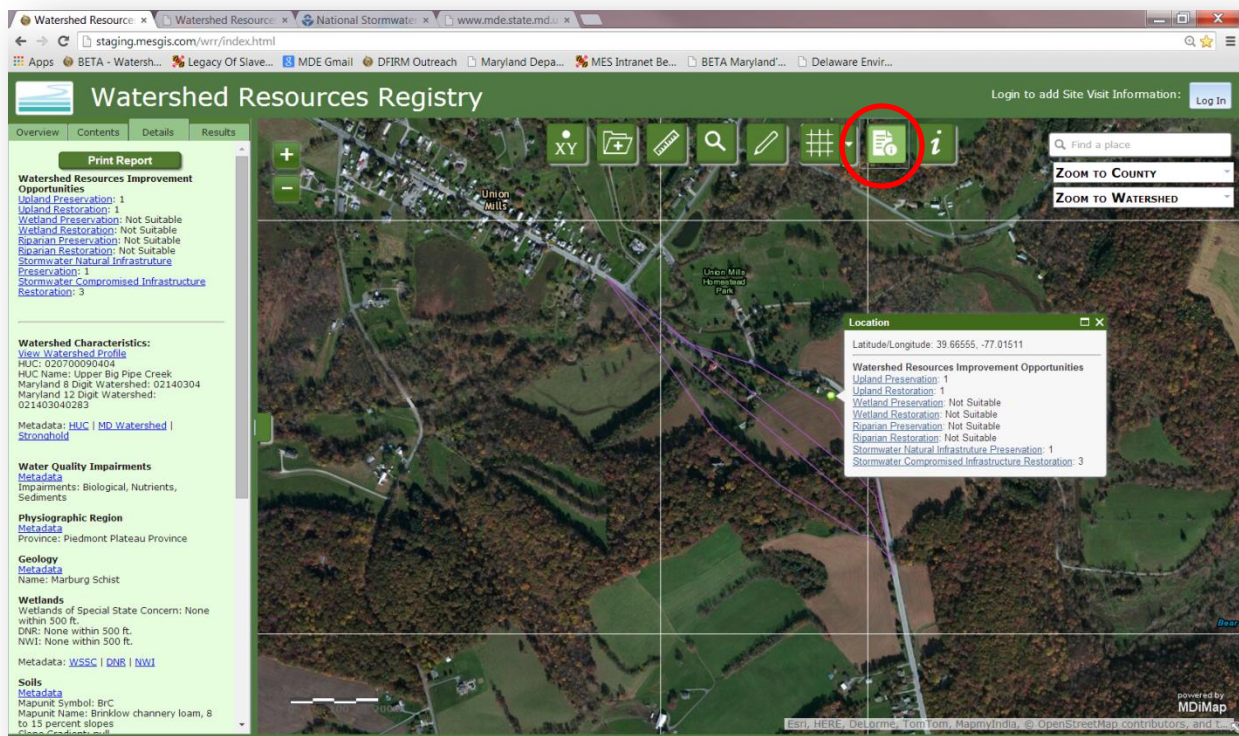 Watershed Resource ×
Watershed Resource ×
National Stormwater ×
www.mde.state.md.u ×
staging.mesgis.com/wrr/index.html
Apps
BETA - Watersh...
Legacy Of Slave...
MDE Gmail
DFIRM Outreach
Maryland Depa...
MES Intranet Be...
BETA Maryland'...
Delaware Envir...
Watershed Resources Registry
Login to add Site Visit Information:
Log In
Overview
Contents
Details
Results
Print Report
Watershed Resources Improvement
Opportunities
Upland Preservation: 1
Upland Restoration: 1
Wetland Preservation: Not Suitable
Wetland Restoration: Not Suitable
Riparian Preservation: Not Suitable
Riparian Restoration: Not Suitable
Stormwater Natural Infrastruture
Preservation: 1
Stormwater Compromised Infrastructure
Restoration: 3
Watershed Characteristics:
View Watershed Profile
HUC: 020700090404
HUC Name: Upper Big Pipe Creek
Maryland 8 Digit Watershed: 02140304
Maryland 12 Digit Watershed:
021403040283
Metadata: HUC | MD Watershed |
Stronghold
Water Quality Impairments
Metadata
Impairments: Biological, Nutrients,
Sediments
Physiographic Region
Metadata
Province: Piedmont Plateau Province
Geology
Metadata
Name: Marburg Schist
Wetlands
Wetlands of Special State Concern: None
within 500 ft.
DNR: None within 500 ft.
NWI: None within 500 ft.
Metadata: WSSC | DNR | NWI
Soils
Metadata
Mapunit Symbol: BrC
Mapunit Name: Brinklow channery loam, 8
to 15 percent slopes
Slope Gradient: null
+
−
XY
i
Find a place
ZOOM TO COUNTY
ZOOM TO WATERSHED
Union
Mills
Union Mills
Homestead
Park
Location
Latitude/Longitude: 39.66555, -77.01511
Watershed Resources Improvement Opportunities
Upland Preservation: 1
Upland Restoration: 1
Wetland Preservation: Not Suitable
Wetland Restoration: Not Suitable
Riparian Preservation: Not Suitable
Riparian Restoration: Not Suitable
Stormwater Natural Infrastruture Preservation: 1
Stormwater Compromised Infrastructure Restoration: 3
Bear
powered by
MDiMap
Esri, HERE, DeLorme, TomTom, MapmyIndia, © OpenStreetMap contributors, and t...